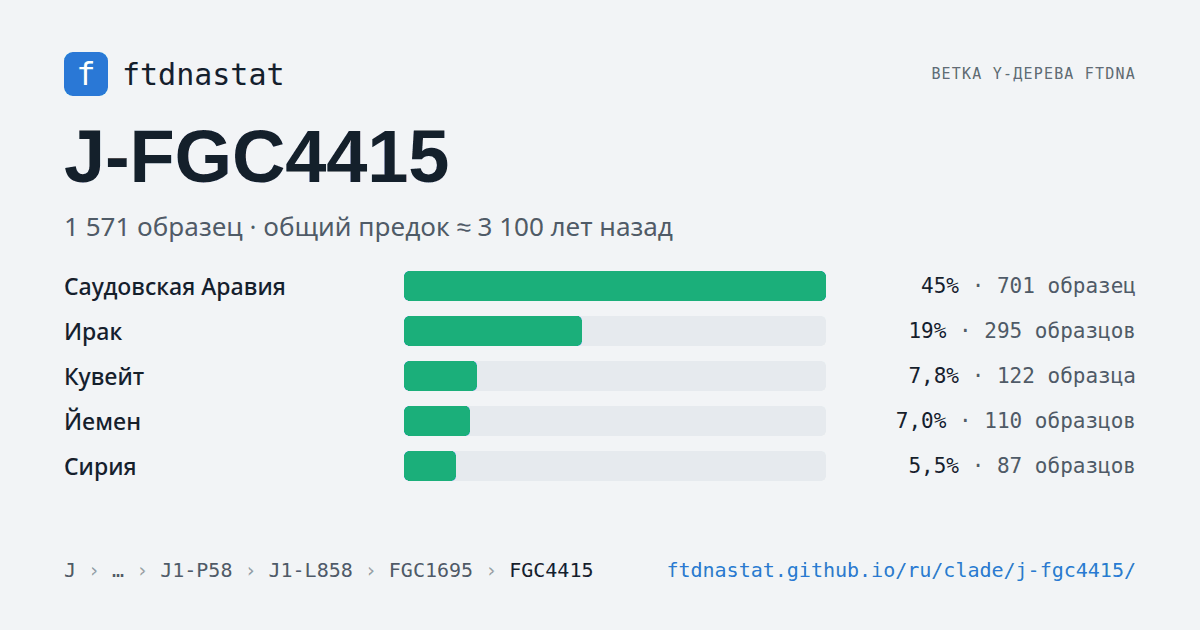 f ftdnastat
ВЕТКА Y-ДЕРЕВА FTDNA
J-FGC4415
1 571 образец · общий предок ≈ 3 100 лет назад
Саудовская Аравия 45% · 701 образец
Ирак 19% · 295 образцов
Кувейт 7,8% · 122 образца
Йемен 7,0% · 110 образцов
Сирия 5,5% · 87 образцов
J › … › J1-P58 › J1-L858 › FGC1695 › FGC4415
ftdnastat.github.io/ru/clade/j-fgc4415/